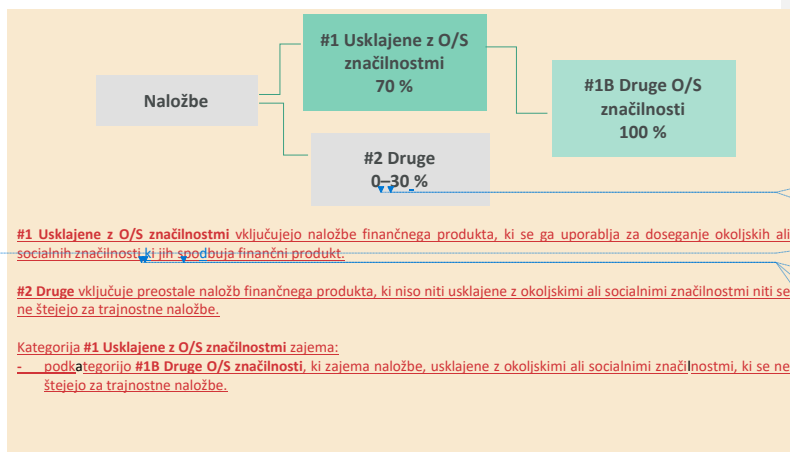 #1 Usklajene z O/S
značilnostmi
70 %
Naložbe
#1B Druge O/S
značilnosti
100 %
#2 Druge
0–30 %
#1 Usklajene z O/S značilnostmi vključujejo naložbe finančnega produkta, ki se ga uporablja za doseganje okoljskih ali
socialnih značilnosti ki jih spodbuja finančni produkt.
#2 Druge vključuje preostale naložb finančnega produkta, ki niso niti usklajene z okoljskimi ali socialnimi značilnostmi niti se
ne štejejo za trajnostne naložbe.
Kategorija #1 Usklajene z O/S značilnostmi zajema:
- podkategorijo #1B Druge O/S značilnosti, ki zajema naložbe, usklajene z okoljskimi ali socialnimi značilnostmi, ki se ne
štejejo za trajnostne naložbe.